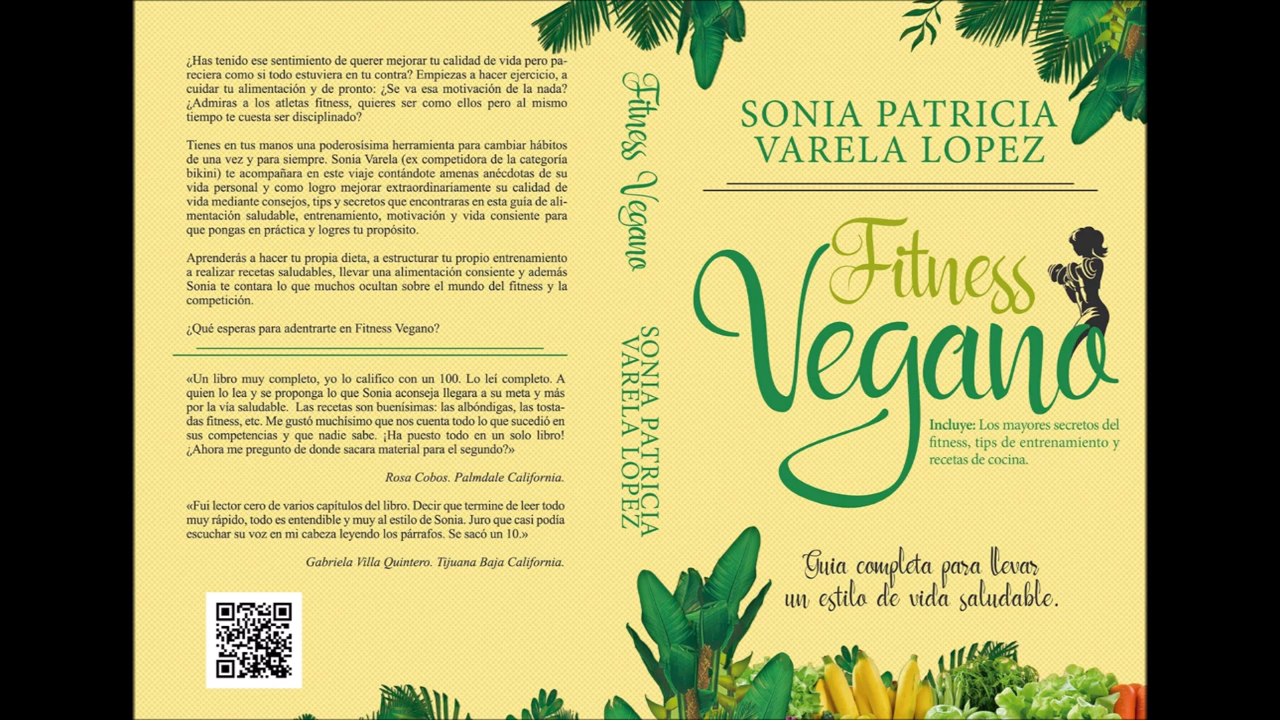 ¿Has tenido ese sentimiento de querer mejorar tu calidad de vida pero pa-
reciera como si todo estuviera en tu contra? Empiezas a hacer ejercicio, a
cuidar tu alimentación y de pronto: ¿Se va esa motivación de la nada?
¿Admiras a los atletas fitness, quieres ser como ellos pero al mismo
tiempo te cuesta ser disciplinado?
Tienes en tus manos una poderosísima herramienta para cambiar hábitos
de una vez y para siempre. Sonia Varela (ex competidora de la categoría
bikini) te acompañara en este viaje contándote amenas anécdotas de su
vida personal y como logro mejorar extraordinariamente su calidad de
vida mediante consejos, tips y secretos que encontraras en esta guía de ali-
mentación saludable, entrenamiento, motivación y vida consiente para
que pongas en práctica y logres tu propósito.
Aprenderás a hacer tu propia dieta, a estructurar tu propio entrenamiento
a realizar recetas saludables, llevar una alimentación consiente y además
Sonia te contara lo que muchos ocultan sobre el mundo del fitness y la
competición.
¿Qué esperas para adentrarte en Fitness Vegano?
«Un libro muy completo, yo lo califico con un 100. Lo leí completo. A
quien lo lea y se proponga lo que Sonia aconseja llegara a su meta y más
por la vía saludable. Las recetas son buenísimas: las albóndigas, las tosta-
das fitness, etc. Me gustó muchísimo que nos cuenta todo lo que sucedió en
sus competencias y que nadie sabe. ¡Ha puesto todo en un solo libro!
¿Ahora me pregunto de donde sacara material para el segundo?»
Rosa Cobos. Palmdale California.
«Fui lector cero de varios capítulos del libro. Decir que termine de leer todo
muy rápido, todo es entendible y muy al estilo de Sonia. Juro que casi podía
escuchar su voz en mi cabeza leyendo los párrafos. Se sacó un 10.»
Gabriela Villa Quintero. Tijuana Baja California.
Fitness Vegano
SONIA PATRICIA
VARELA LOPEZ
SONIA PATRICIA
VARELA LOPEZ
Fitness
Vegano
Incluye: Los mayores secretos del
fitness, tips de entrenamiento y
recetas de cocina.
Guia completa para llevar
un estilo de vida saludable.